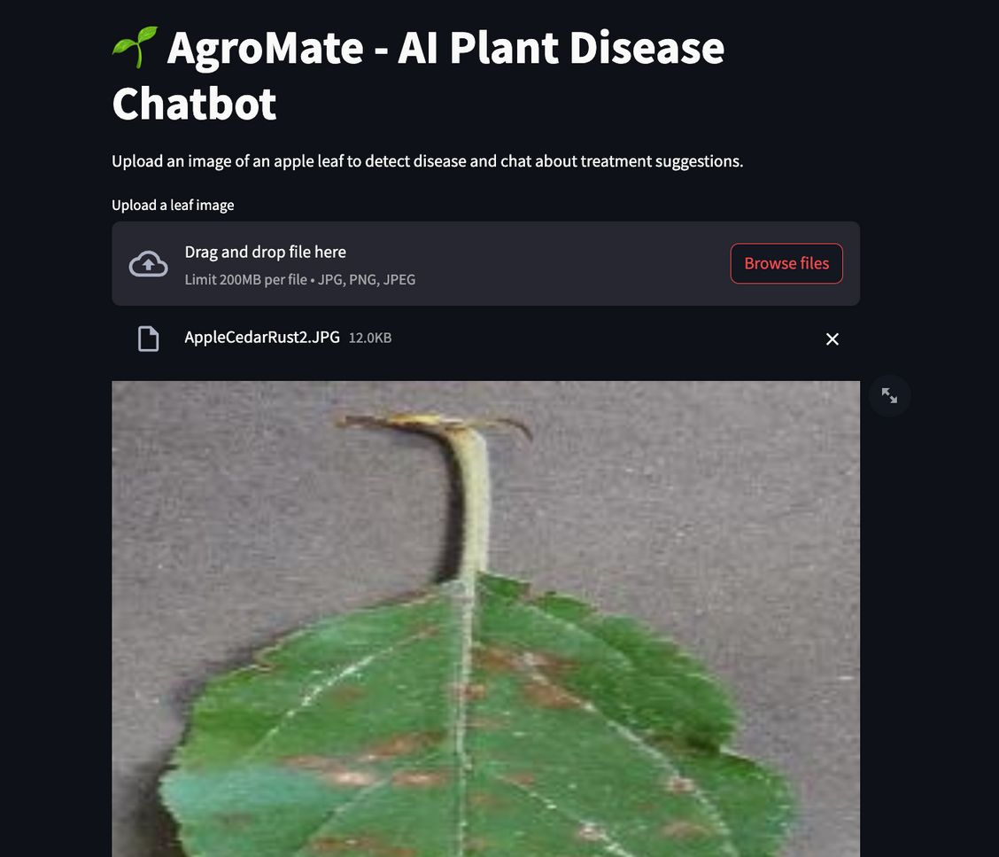 🌱 AgroMate - AI Plant Disease
Chatbot
Upload an image of an apple leaf to detect disease and chat about treatment suggestions.
Upload a leaf image
Drag and drop file here
Limit 200MB per file • JPG, PNG, JPEG
Browse files
AppleCedarRust2.JPG 12.0KB